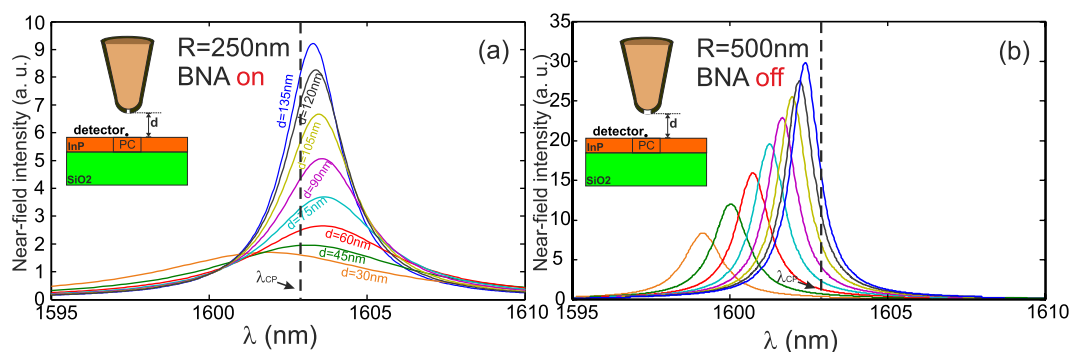 (a)
R=250nm
BNA on
Near-field intensity (a. u.)
10
9
8
7
6
5
4
3
2
1
0
1595
1600
1605
1610
λ (nm)
d
detector
InP
PC
SiO2
d=135nm
d=120nm
d=105nm
d=90nm
d=75nm
d=60nm
d=45nm
d=30nm
λCP
(b)
R=500nm
BNA off
Near-field intensity (a. u.)
35
30
25
20
15
10
5
0
1595
1600
1605
1610
λ (nm)
d
detector
InP
PC
SiO2
λCP